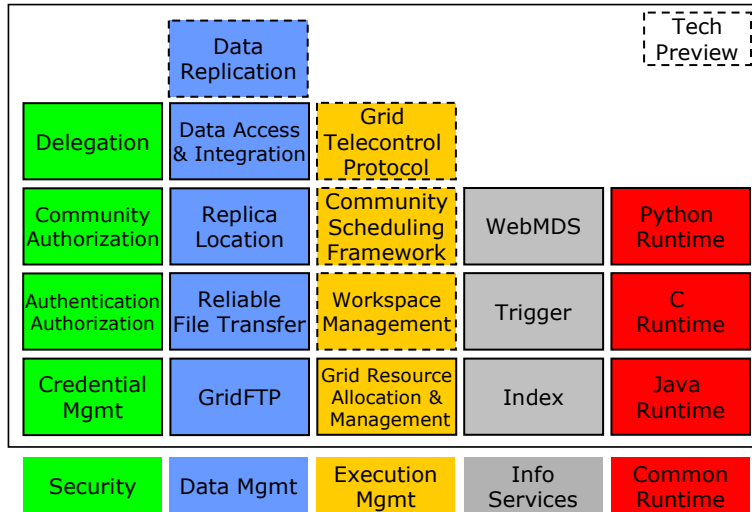 Tech
Preview
Data
Replication
Delegation
Data Access
& Integration
Grid
Telecontrol
Protocol
Community
Authorization
Replica
Location
Community
Scheduling
Framework
WebMDS
Python
Runtime
Authentication
Authorization
Reliable
File Transfer
Workspace
Management
Trigger
C
Runtime
Credential
Mgmt
GridFTP
Grid Resource
Allocation &
Management
Index
Java
Runtime
Security
Data Mgmt
Execution
Mgmt
Info
Services
Common
Runtime